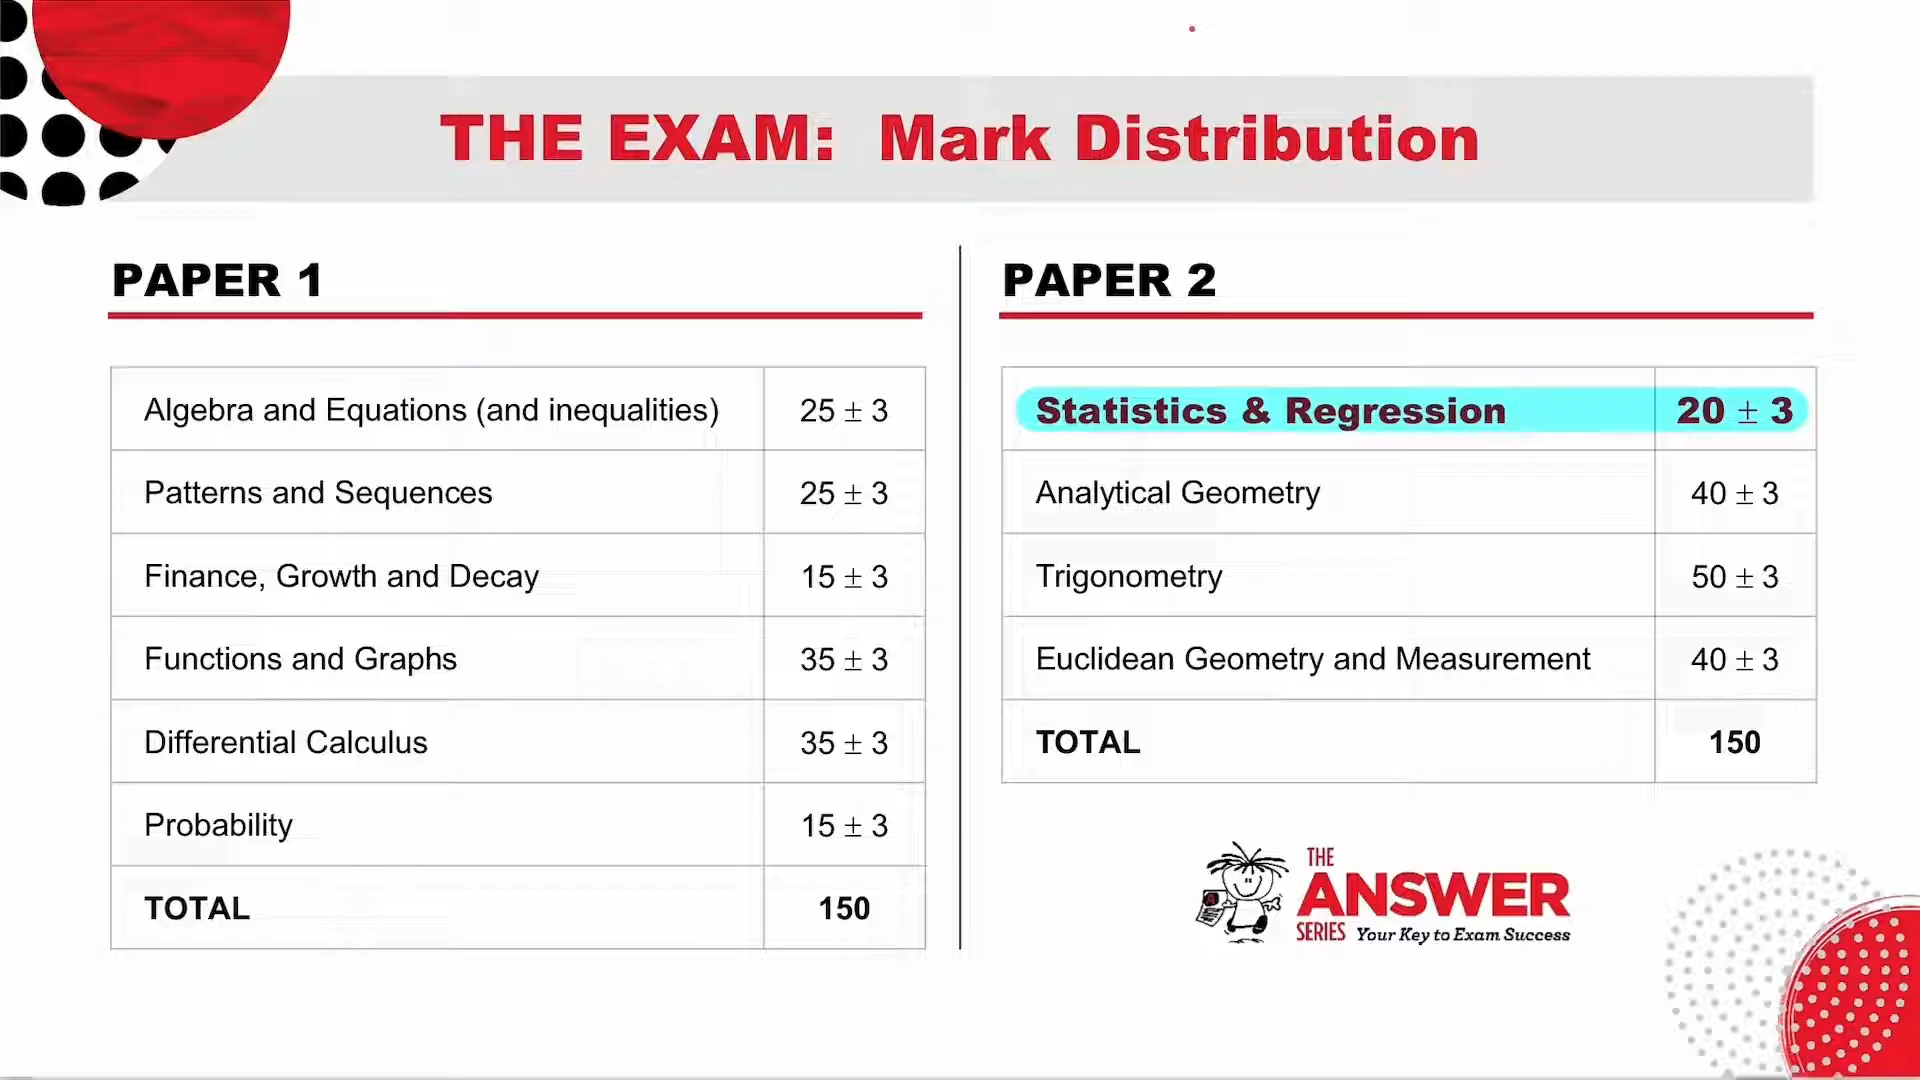 THE EXAM: Mark Distribution
PAPER 1
Algebra and Equations (and inequalities) 25 ± 3
Patterns and Sequences 25 ± 3
Finance, Growth and Decay 15 ± 3
Functions and Graphs 35 ± 3
Differential Calculus 35 ± 3
Probability 15 ± 3
TOTAL 150
PAPER 2
Statistics & Regression 20 ± 3
Analytical Geometry 40 ± 3
Trigonometry 50 ± 3
Euclidean Geometry and Measurement 40 ± 3
TOTAL 150
THE
ANSWER
SERIES Your Key to Exam Success